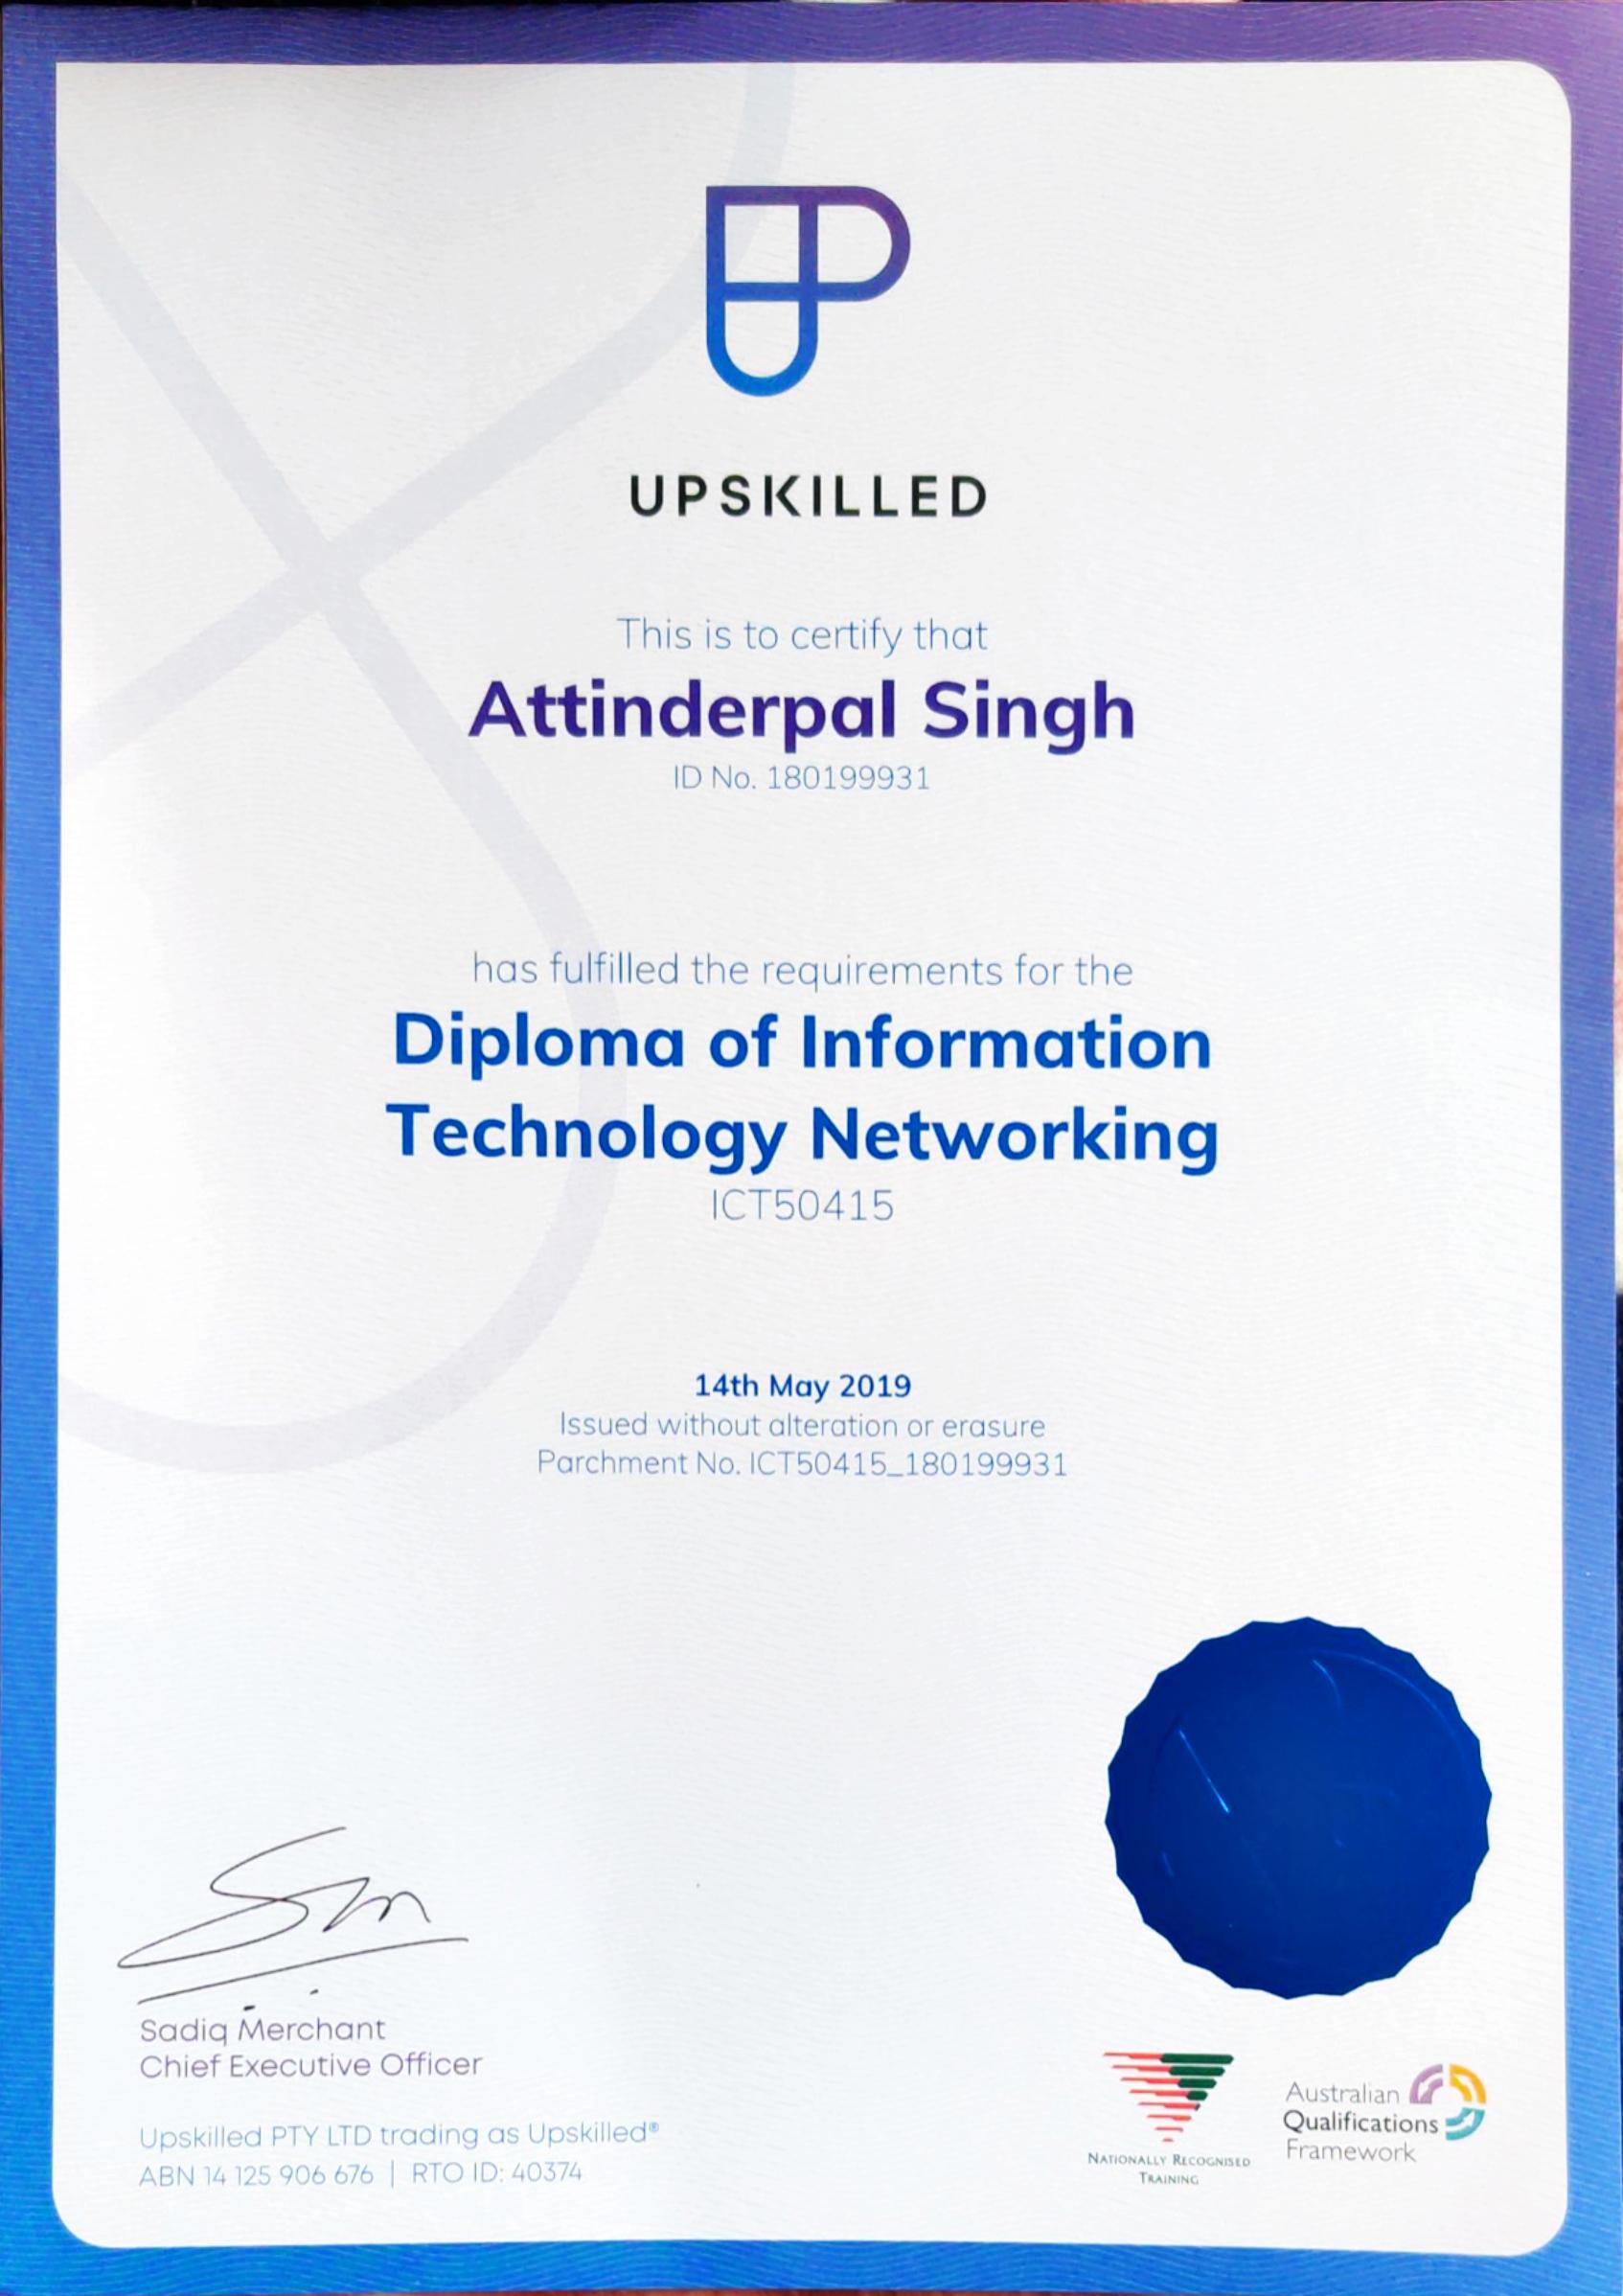 UPSKILLED
This is to certify that
Attinderpal Singh
ID No. 180199931
has fulfilled the requirements for the
Diploma of Information
Technology Networking
ICT50415
14th May 2019
Issued without alteration or erasure
Parchment No. ICT50415_180199931
Sadiq Merchant
Chief Executive Officer
Upskilled PTY LTD trading as Upskilled®
ABN 14 125 906 676 | RTO ID: 40374
NATIONALLY RECOGNISED
TRAINING
Australian
Qualifications
Framework